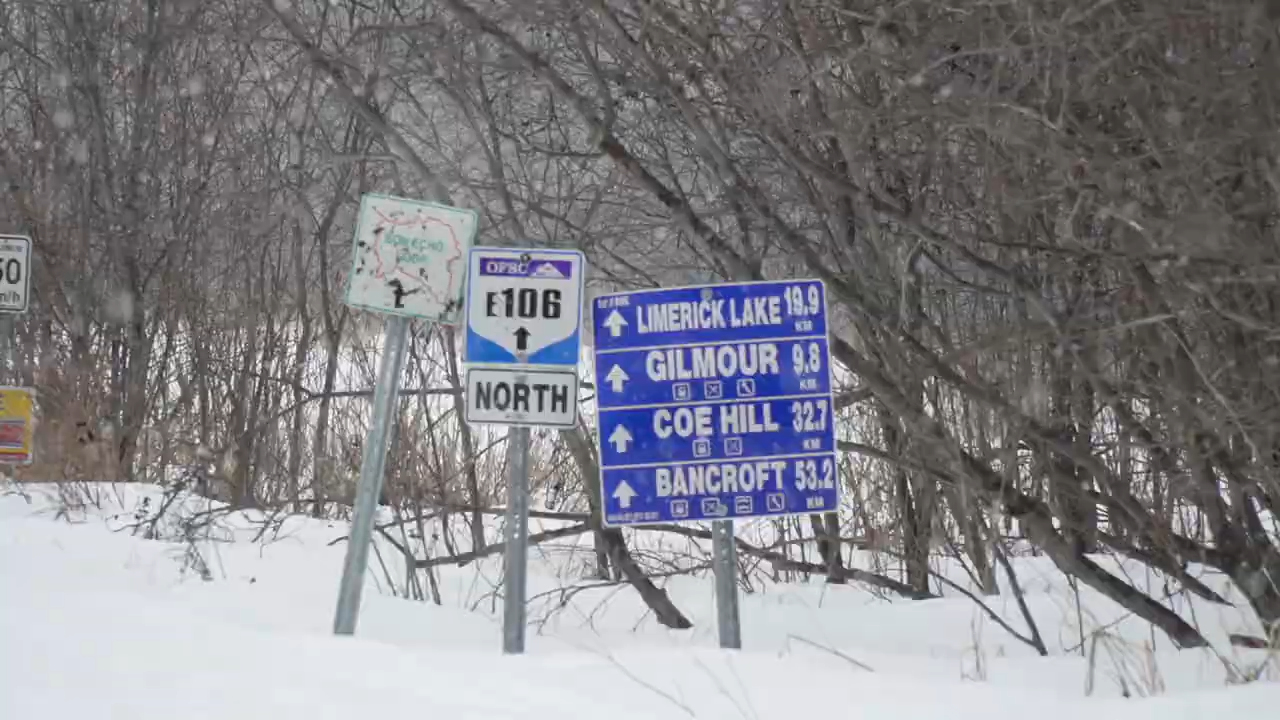 50
km/h
OFSC
E106
NORTH
LIMERICK LAKE 19.9
KM
GILMOUR 9.8
KM
COE HILL 32.7
KM
BANCROFT 53.2
KM